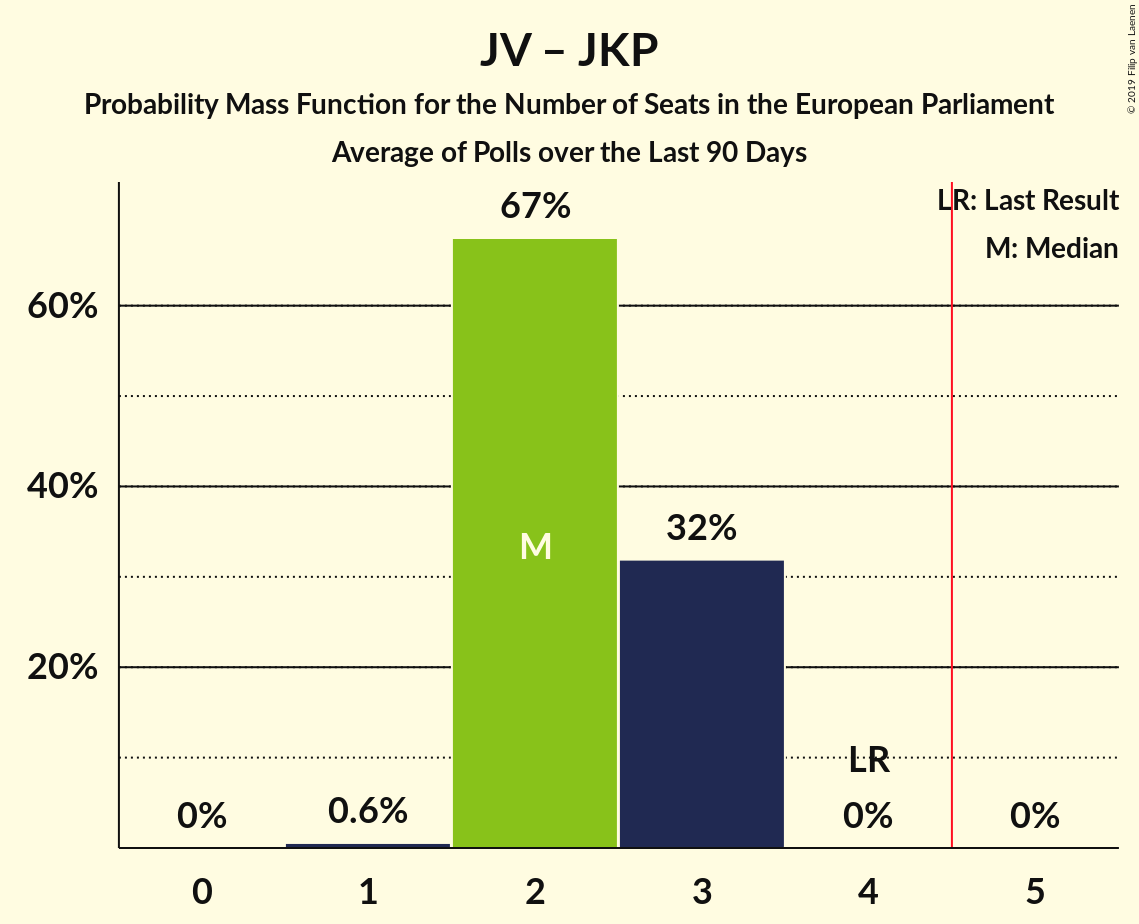 JV – JKP
Probability Mass Function for the Number of Seats in the European Parliament
Average of Polls over the Last 90 Days
© 2019 Filip van Laenen
LR: Last Result
M: Median
67%
60%
40%
32%
M
20%
LR
0%
0.6%
0%
0%
0 1 2 3 4 5